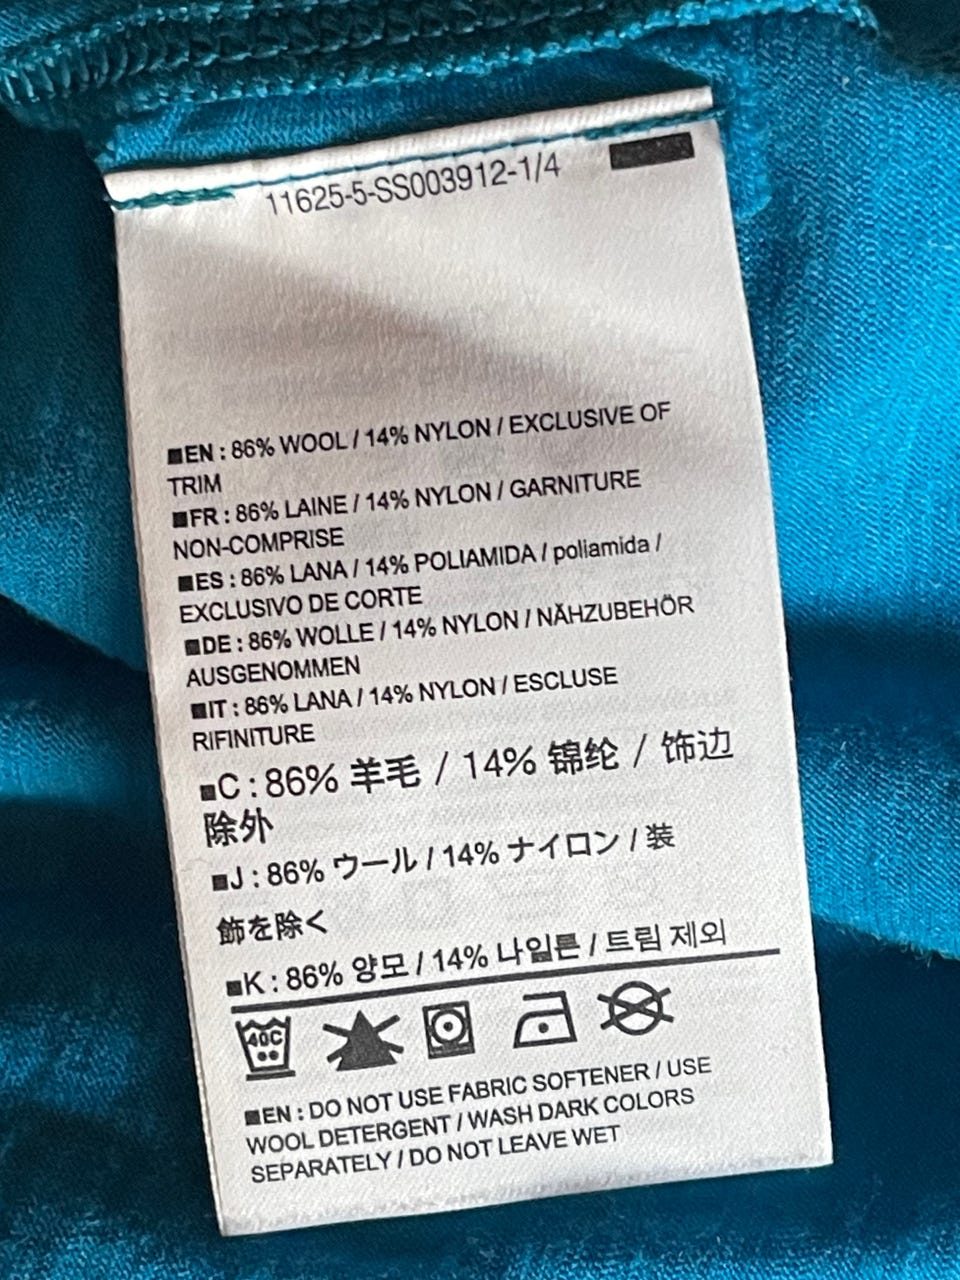 11625-5-SS003912-1/4
■EN : 86% WOOL / 14% NYLON / EXCLUSIVE OF
TRIM
■FR : 86% LAINE / 14% NYLON / GARNITURE
NON-COMPRISE
■ES : 86% LANA / 14% POLIAMIDA / poliamida /
EXCLUSIVO DE CORTE
■DE : 86% WOLLE / 14% NYLON / NÄHZUBEHÖR
AUSGENOMMEN
■IT : 86% LANA / 14% NYLON / ESCLUSE
RIFINITURE
■C : 86% 羊毛 / 14% 锦纶 / 饰边
除外
■J : 86% ウール / 14% ナイロン / 装
飾を除く
■K : 86% 양모 / 14% 나일론 / 트림 제외
40C
■EN : DO NOT USE FABRIC SOFTENER / USE
WOOL DETERGENT / WASH DARK COLORS
SEPARATELY / DO NOT LEAVE WET